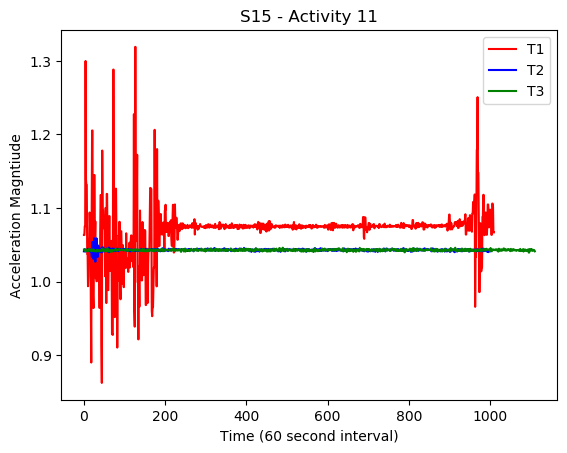 S15 - Activity 11
Acceleration Magntiude
1.3
1.2
1.1
1.0
0.9
T1
T2
T3
0 200 400 600 800 1000
Time (60 second interval)